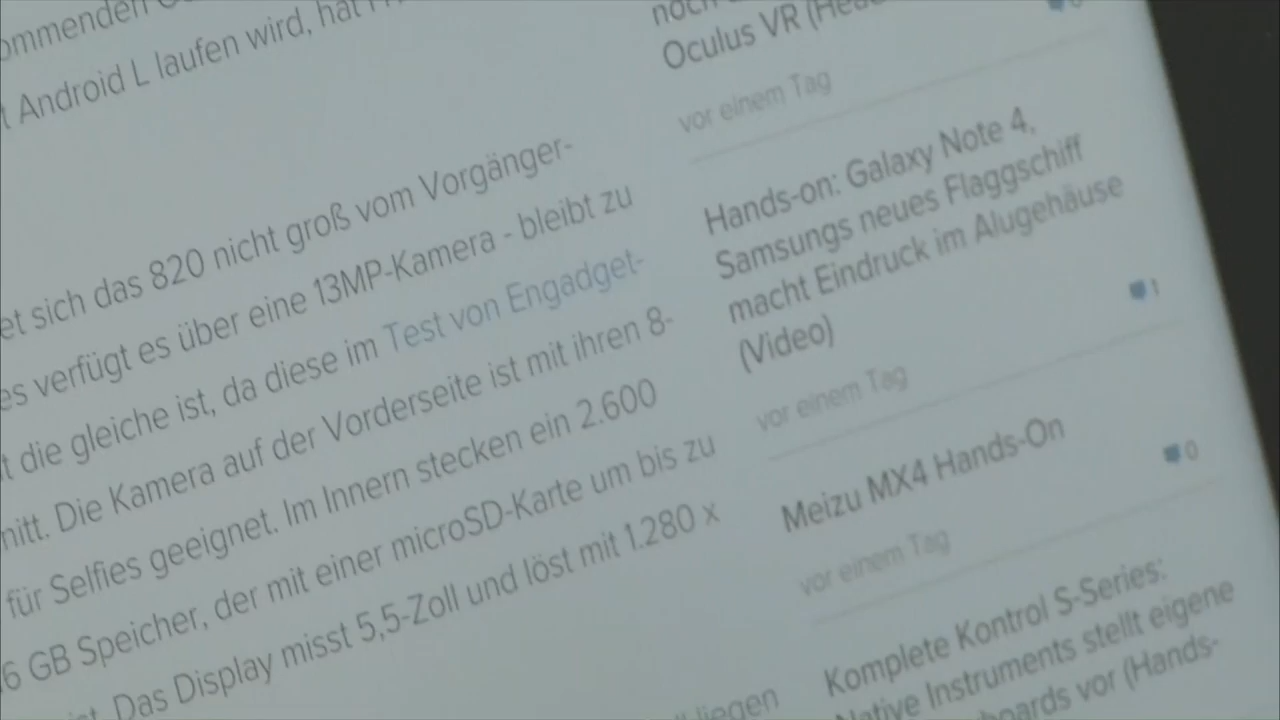 ommenden
t Android L laufen wird, hat
et sich das 820 nicht groß vom Vorgänger-
es verfügt es über eine 13MP-Kamera - bleibt zu
t die gleiche ist, da diese im Test von Engadget-
nitt. Die Kamera auf der Vorderseite ist mit ihren 8-
für Selfies geeignet. Im Innern stecken ein 2.600
6 GB Speicher, der mit einer microSD-Karte um bis zu
Das Display misst 5,5-Zoll und löst mit 1.280 x
liegen
noch
Oculus VR
vor einem Tag
Hands-on: Galaxy Note 4,
Samsungs neues Flaggschiff
macht Eindruck im Alugehäuse
(Video)
1
vor einem Tag
Meizu MX4 Hands-On
0
vor einem Tag
Komplete Kontrol S-Series:
Native Instruments stellt eigene
boards vor (Hands-